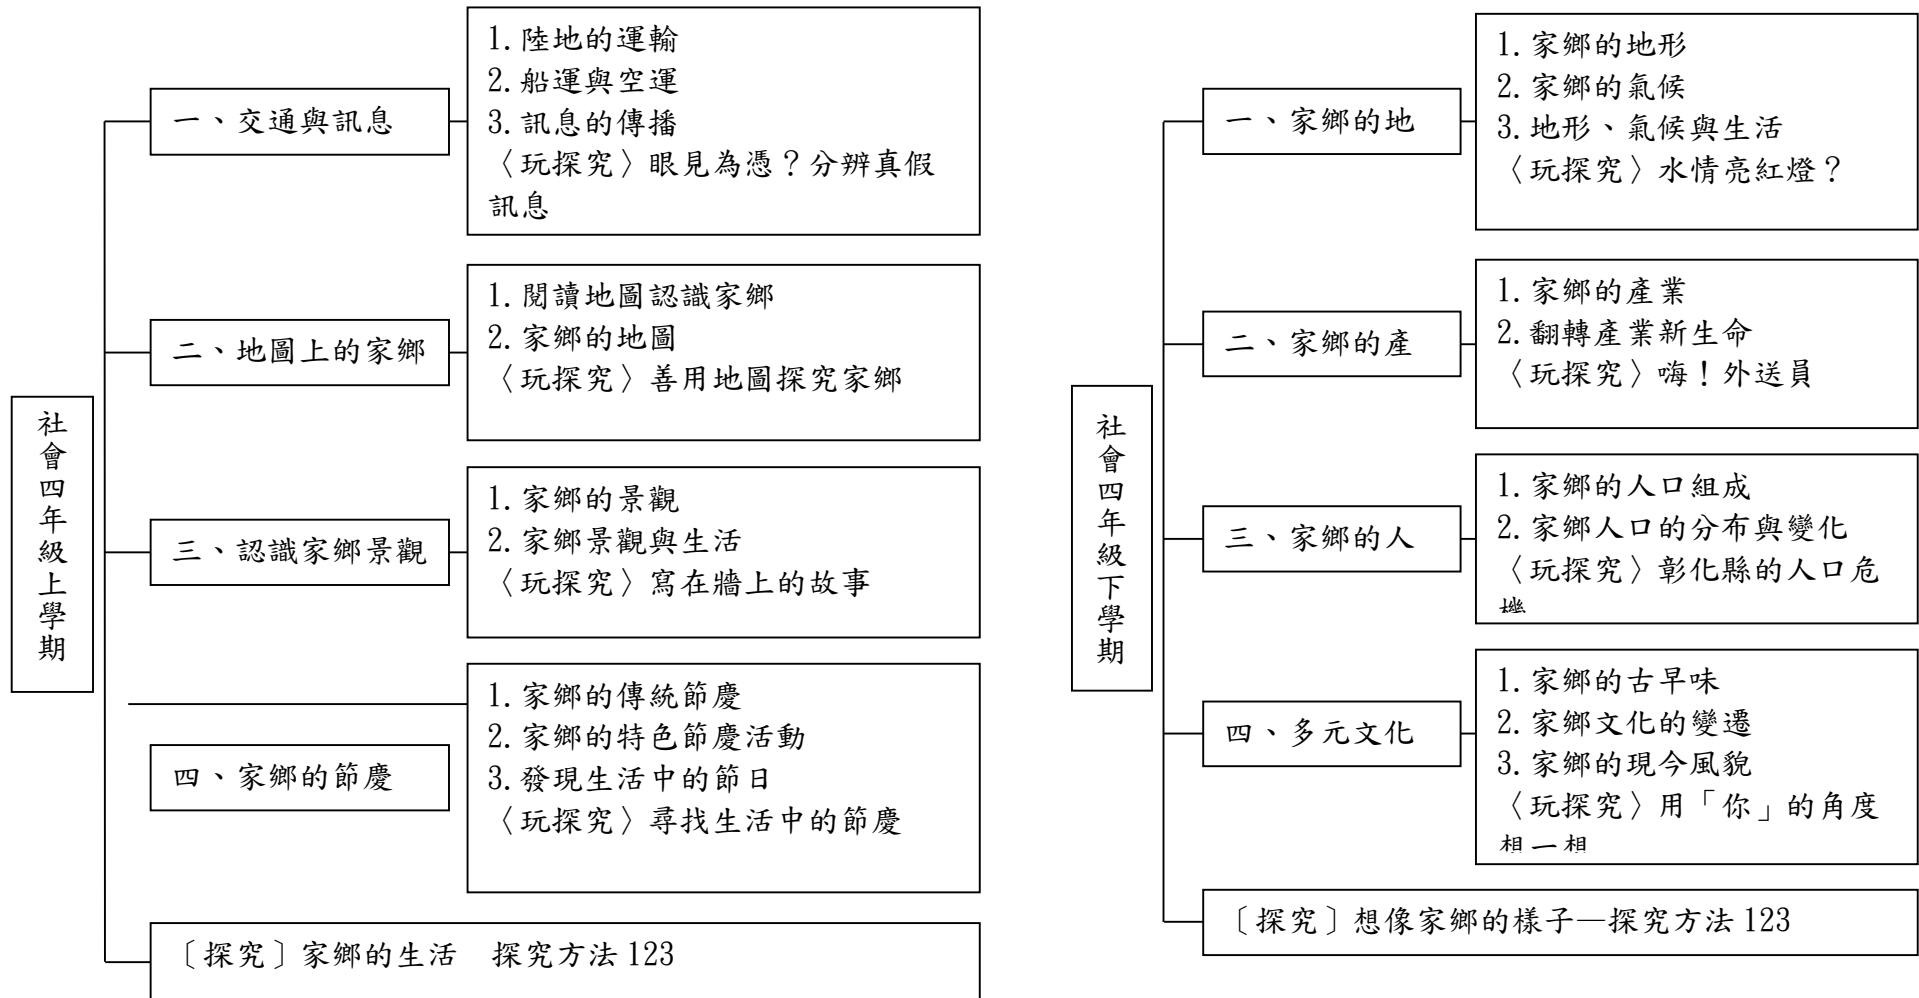 社會四年級上學期
一、交通與訊息
1.陸地的運輸
2.船運與空運
3.訊息的傳播
〈玩探究〉眼見為憑？分辨真假
訊息
二、地圖上的家鄉
1.閱讀地圖認識家鄉
2.家鄉的地圖
〈玩探究〉善用地圖探究家鄉
三、認識家鄉景觀
1.家鄉的景觀
2.家鄉景觀與生活
〈玩探究〉寫在牆上的故事
四、家鄉的節慶
1.家鄉的傳統節慶
2.家鄉的特色節慶活動
3.發現生活中的節日
〈玩探究〉尋找生活中的節慶
〔探究〕家鄉的生活　探究方法 123
社會四年級下學期
一、家鄉的地
1.家鄉的地形
2.家鄉的氣候
3.地形、氣候與生活
〈玩探究〉水情亮紅燈？
二、家鄉的產
1.家鄉的產業
2.翻轉產業新生命
〈玩探究〉嗨！外送員
三、家鄉的人
1.家鄉的人口組成
2.家鄉人口的分布與變化
〈玩探究〉彰化縣的人口危
機
四、多元文化
1.家鄉的古早味
2.家鄉文化的變遷
3.家鄉的現今風貌
〈玩探究〉用「你」的角度
想一想
〔探究〕想像家鄉的樣子—探究方法 123